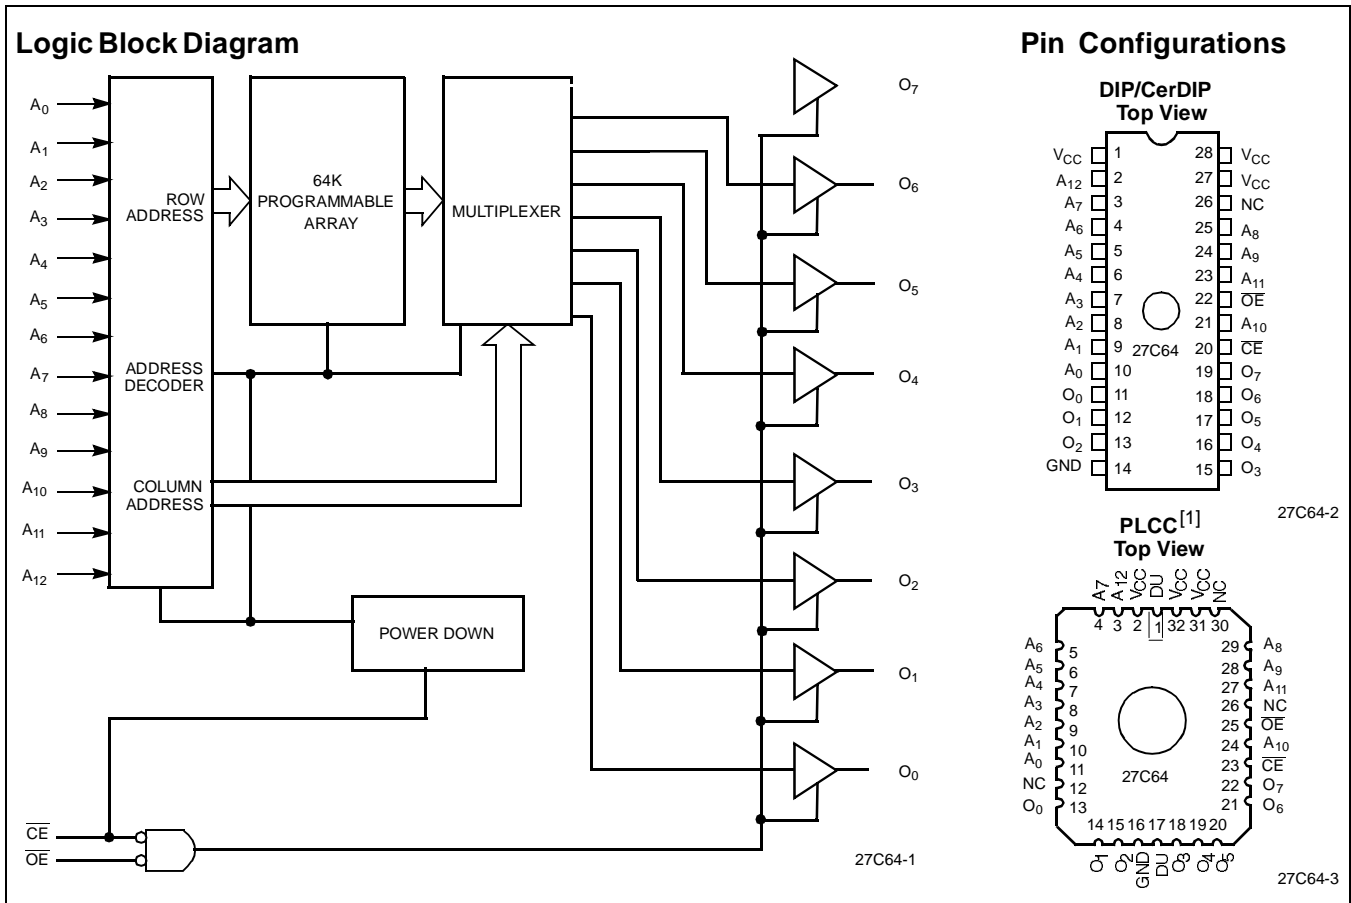 Logic Block Diagram
A0
A1
A2
A3
A4
A5
A6
A7
A8
A9
A10
A11
A12
ROW
ADDRESS
ADDRESS
DECODER
COLUMN
ADDRESS
64K
PROGRAMMABLE
ARRAY
MULTIPLEXER
POWER DOWN
O7
O6
O5
O4
O3
O2
O1
O0
CE
OE
27C64-1
Pin Configurations
DIP/CerDIP
Top View
VCC 1 28 VCC
A12 2 27 VCC
A7 3 26 NC
A6 4 25 A8
A5 5 24 A9
A4 6 23 A11
A3 7 22 OE
A2 8 21 A10
A1 9 20 CE
A0 10 19 O7
O0 11 18 O6
O1 12 17 O5
O2 13 16 O4
GND 14 15 O3
27C64
27C64-2
PLCC[1]
Top View
A7 A12 VCC DU VCC VCC NC
4 3 2 1 32 31 30
A6 5 29 A8
A5 6 28 A9
A4 7 27 A11
A3 8 26 NC
A2 9 25 OE
A1 10 24 A10
A0 11 23 CE
NC 12 22 O7
O0 13 21 O6
27C64
14 15 16 17 18 19 20
O1 O2 GND DU O3 O4 O5
27C64-3